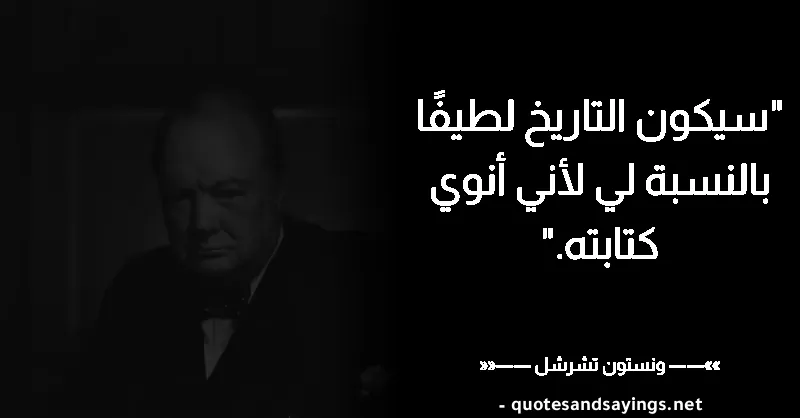 "سيكون التاريخ لطيفًا
بالنسبة لي لأني أنوي
كتابته."
»»—— ونستون تشرشل ——««
- quotesandsayings.net